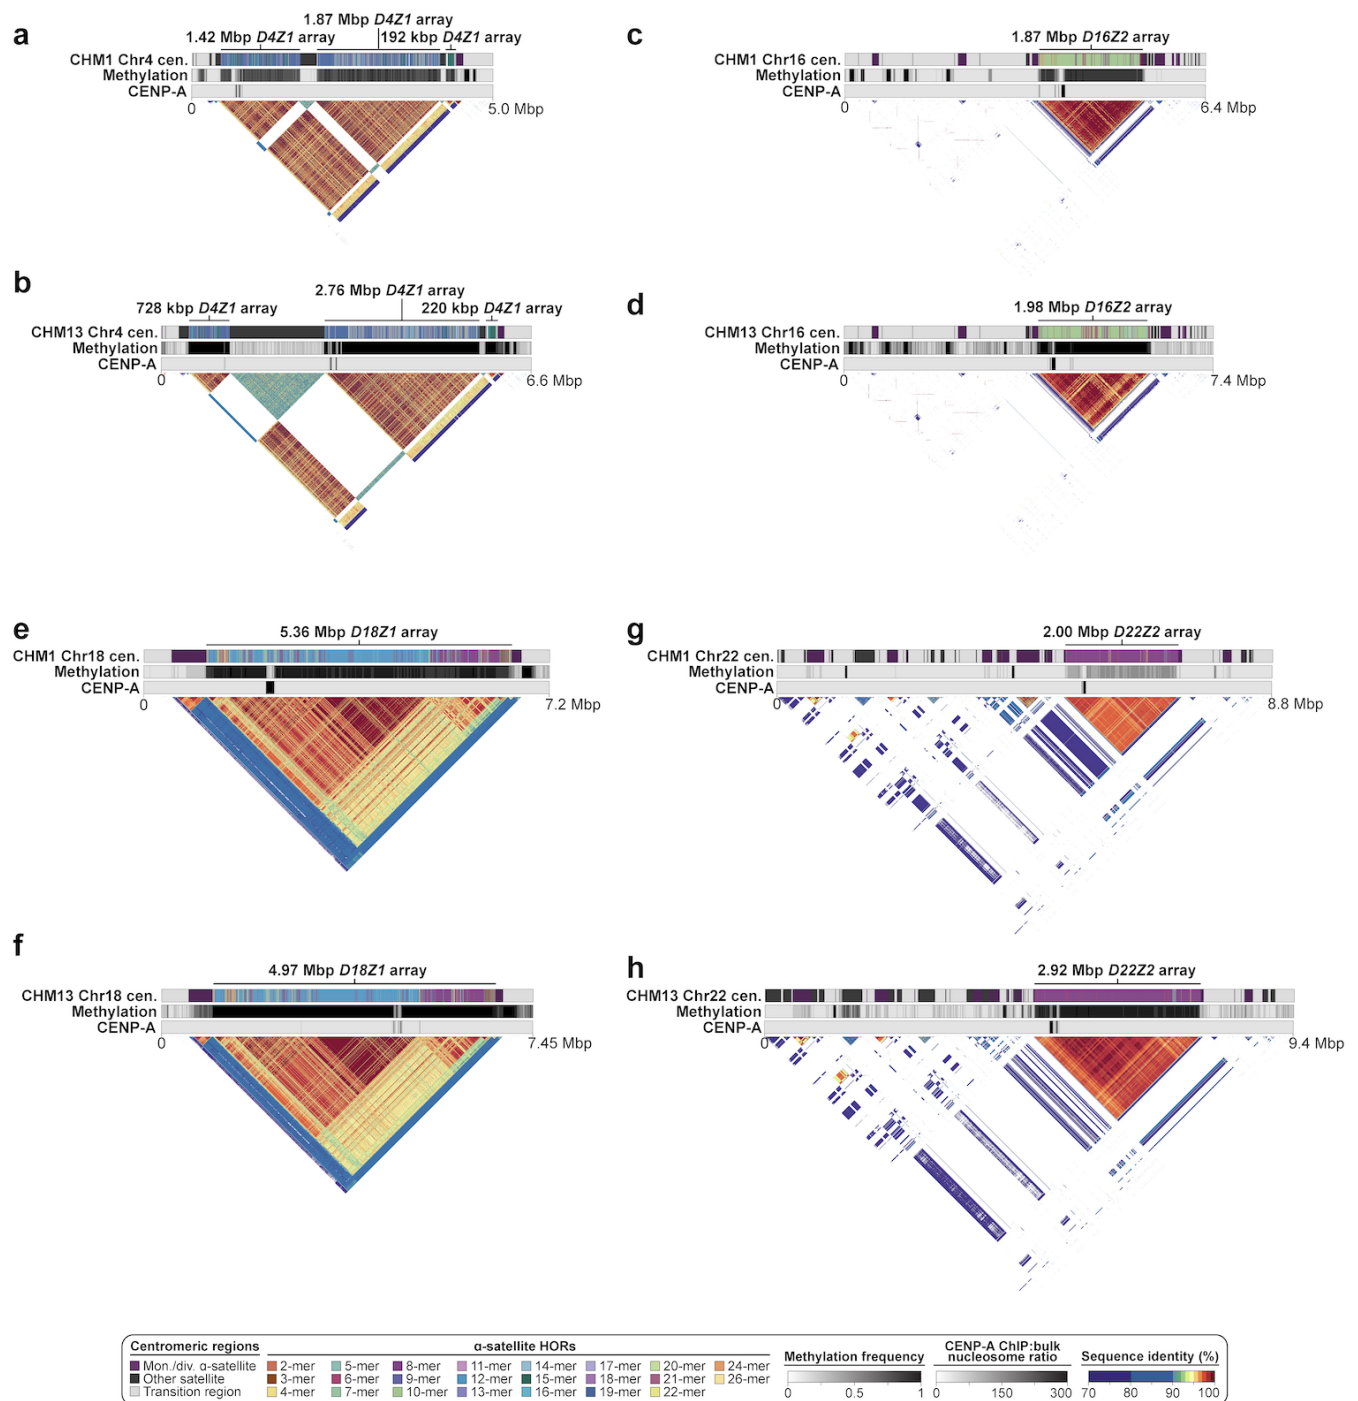 a
1.87 Mbp D4Z1 array
1.42 Mbp D4Z1 array 192 kbp D4Z1 array
CHM1 Chr4 cen.
Methylation
CENP-A
0 5.0 Mbp
b
2.76 Mbp D4Z1 array
728 kbp D4Z1 array 220 kbp D4Z1 array
CHM13 Chr4 cen.
Methylation
CENP-A
0 6.6 Mbp
c
1.87 Mbp D16Z2 array
CHM1 Chr16 cen.
Methylation
CENP-A
0 6.4 Mbp
d
1.98 Mbp D16Z2 array
CHM13 Chr16 cen.
Methylation
CENP-A
0 7.4 Mbp
e
5.36 Mbp D18Z1 array
CHM1 Chr18 cen.
Methylation
CENP-A
0 7.2 Mbp
f
4.97 Mbp D18Z1 array
CHM13 Chr18 cen.
Methylation
CENP-A
0 7.45 Mbp
g
2.00 Mbp D22Z2 array
CHM1 Chr22 cen.
Methylation
CENP-A
0 8.8 Mbp
h
2.92 Mbp D22Z2 array
CHM13 Chr22 cen.
Methylation
CENP-A
0 9.4 Mbp
Centromeric regions
Mon./div. α-satellite
Other satellite
Transition region
α-satellite HORs
2-mer 5-mer 8-mer 11-mer 14-mer 17-mer 20-mer 24-mer
3-mer 6-mer 9-mer 12-mer 15-mer 18-mer 21-mer 26-mer
4-mer 7-mer 10-mer 13-mer 16-mer 19-mer 22-mer
Methylation frequency
0 0.5 1
CENP-A ChIP:bulk
nucleosome ratio
0 150 300
Sequence identity (%)
70 80 90 100